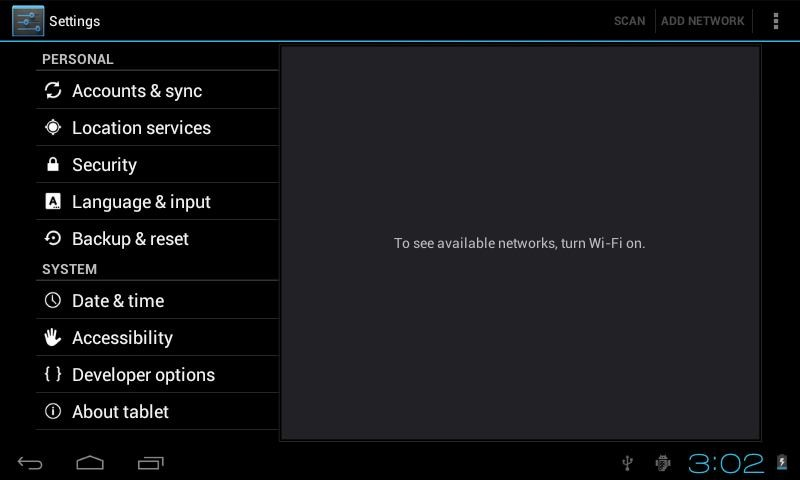 Settings
SCAN
ADD NETWORK
PERSONAL
Accounts & sync
Location services
Security
Language & input
Backup & reset
SYSTEM
Date & time
Accessibility
Developer options
About tablet
To see available networks, turn Wi-Fi on.
3:02